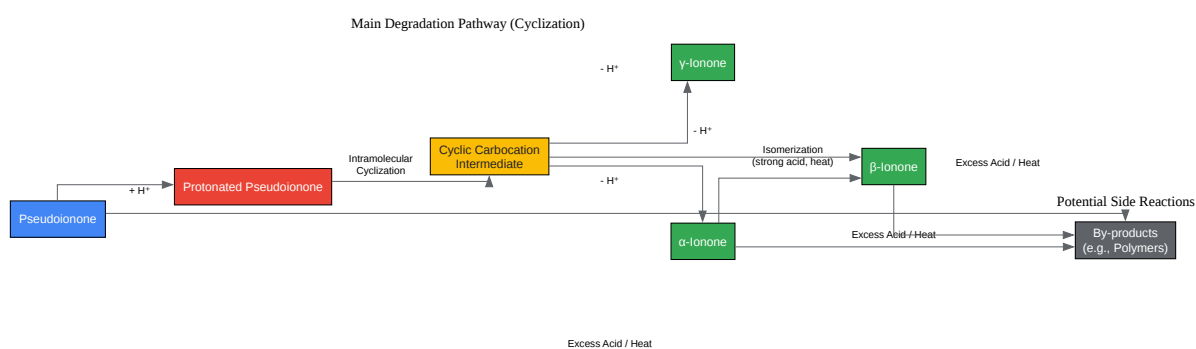 Main Degradation Pathway (Cyclization)
γ-Ionone
- H⁺
- H⁺
Cyclic Carbocation
Intermediate
Isomerization
(strong acid, heat)
Intramolecular
Cyclization
β-Ionone
Excess Acid / Heat
Protonated Pseudoionone
+ H⁺
- H⁺
Potential Side Reactions
Pseudoionone
α-Ionone
Excess Acid / Heat
By-products
(e.g., Polymers)
Excess Acid / Heat